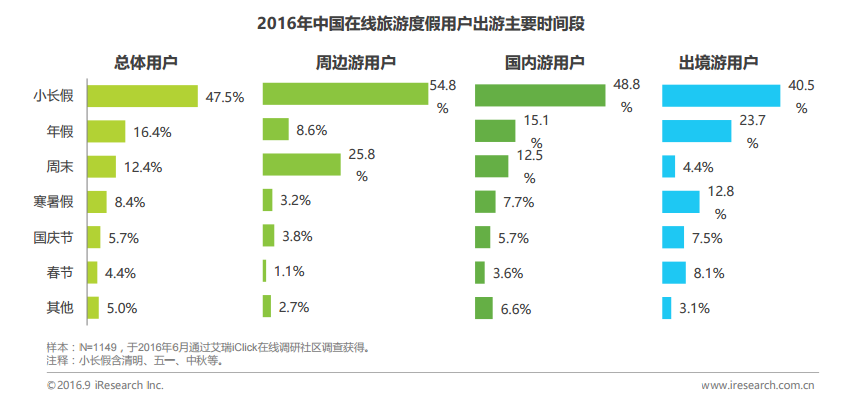 2016年中国在线旅游度假用户出游主要时间段
总体用户 周边游用户 国内游用户 出境游用户
小长假 47.5% 54.8% 48.8% 40.5%
年假 16.4% 8.6% 15.1% 23.7%
周末 12.4% 25.8% 12.5% 4.4%
寒暑假 8.4% 3.2% 7.7% 12.8%
国庆节 5.7% 3.8% 5.7% 7.5%
春节 4.4% 1.1% 3.6% 8.1%
其他 5.0% 2.7% 6.6% 3.1%
样本：N=1149，于2016年6月通过艾瑞iClick在线调研社区调查获得。
注释：小长假含清明、五一、中秋等。
©2016.9 iResearch Inc. www.iresearch.com.cn